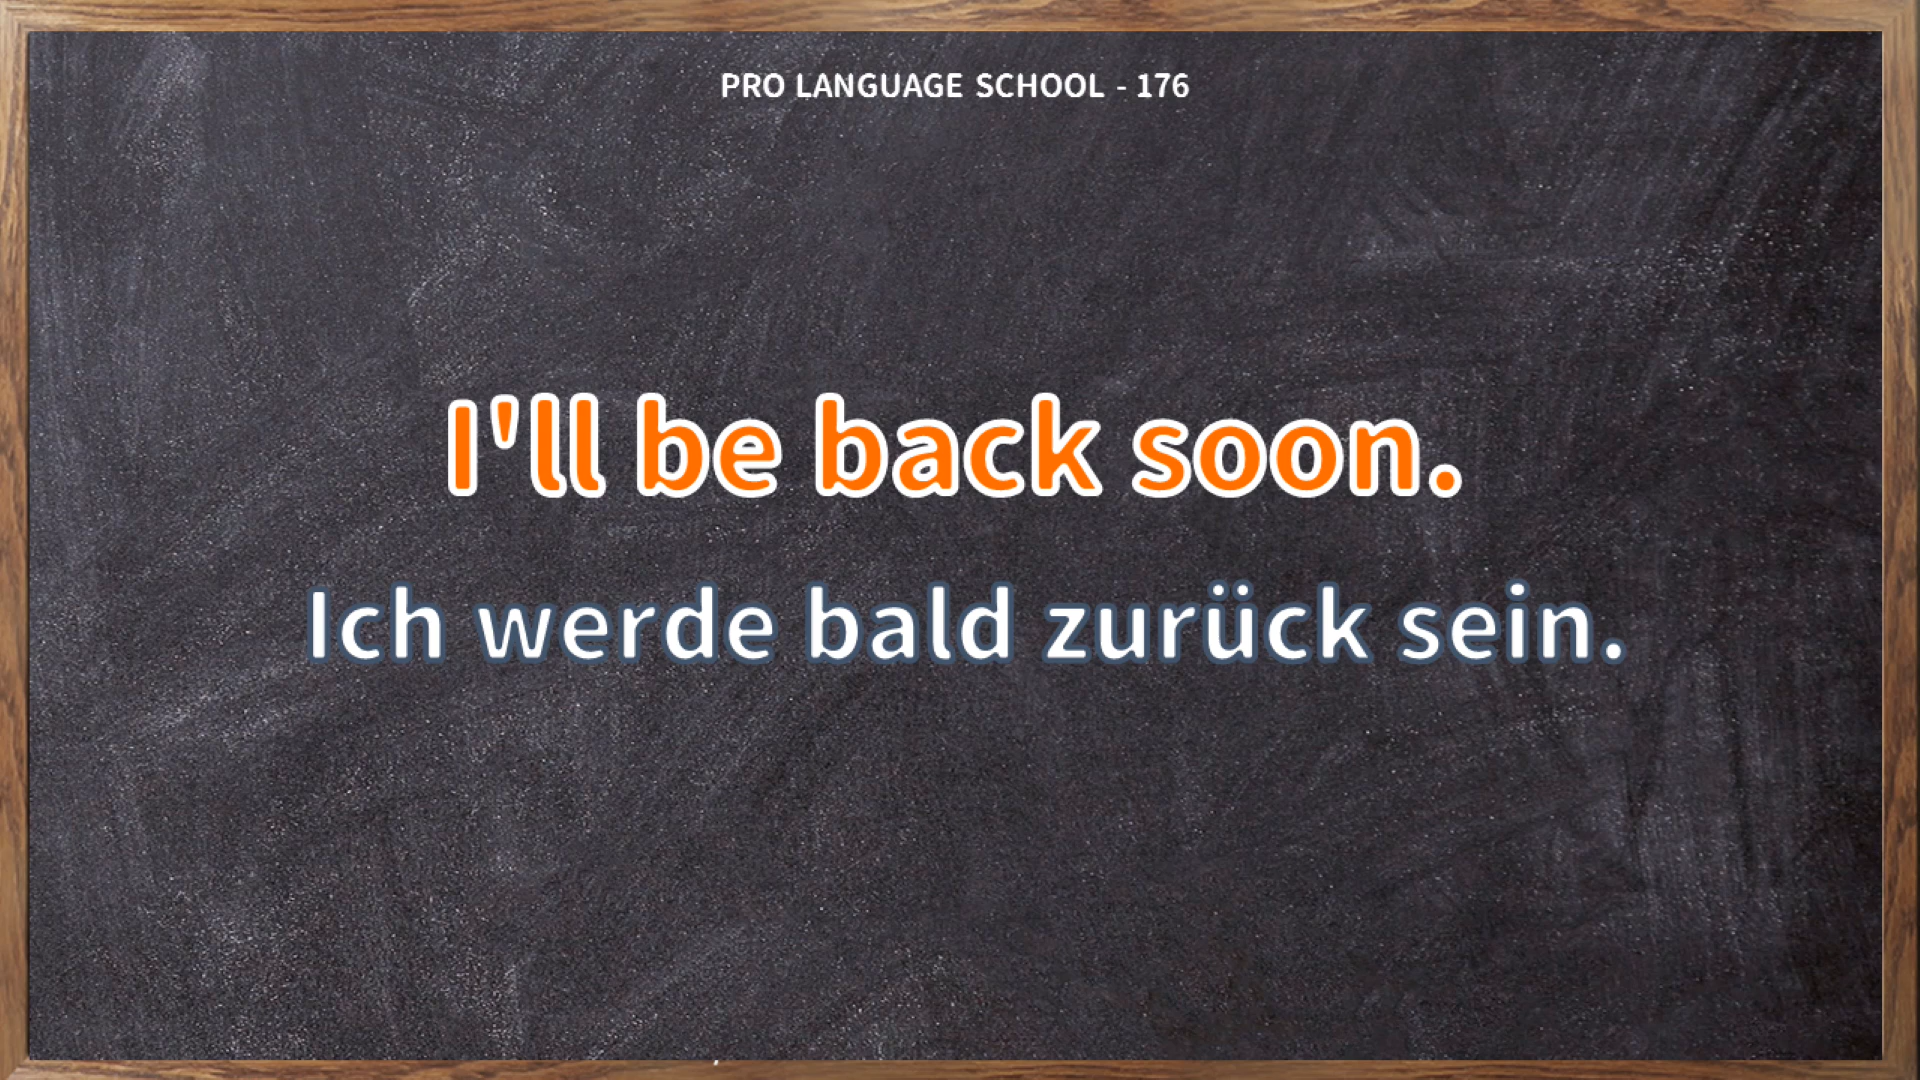 PRO LANGUAGE SCHOOL - 176
I'll be back soon.
Ich werde bald zurück sein.